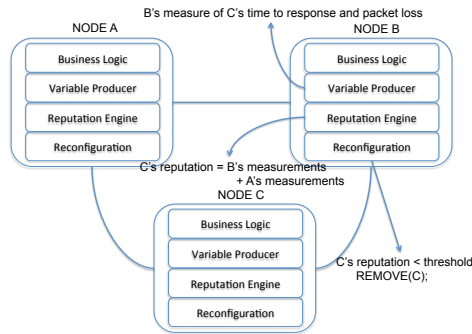 B's measure of C's time to response and packet loss
NODE A
NODE B
Business Logic
Variable Producer
Reputation Engine
Reconfiguration
Business Logic
Variable Producer
Reputation Engine
Reconfiguration
C's reputation = B's measurements
+ A's measurements
NODE C
Business Logic
Variable Producer
Reputation Engine
Reconfiguration
C's reputation < threshold
REMOVE(C);